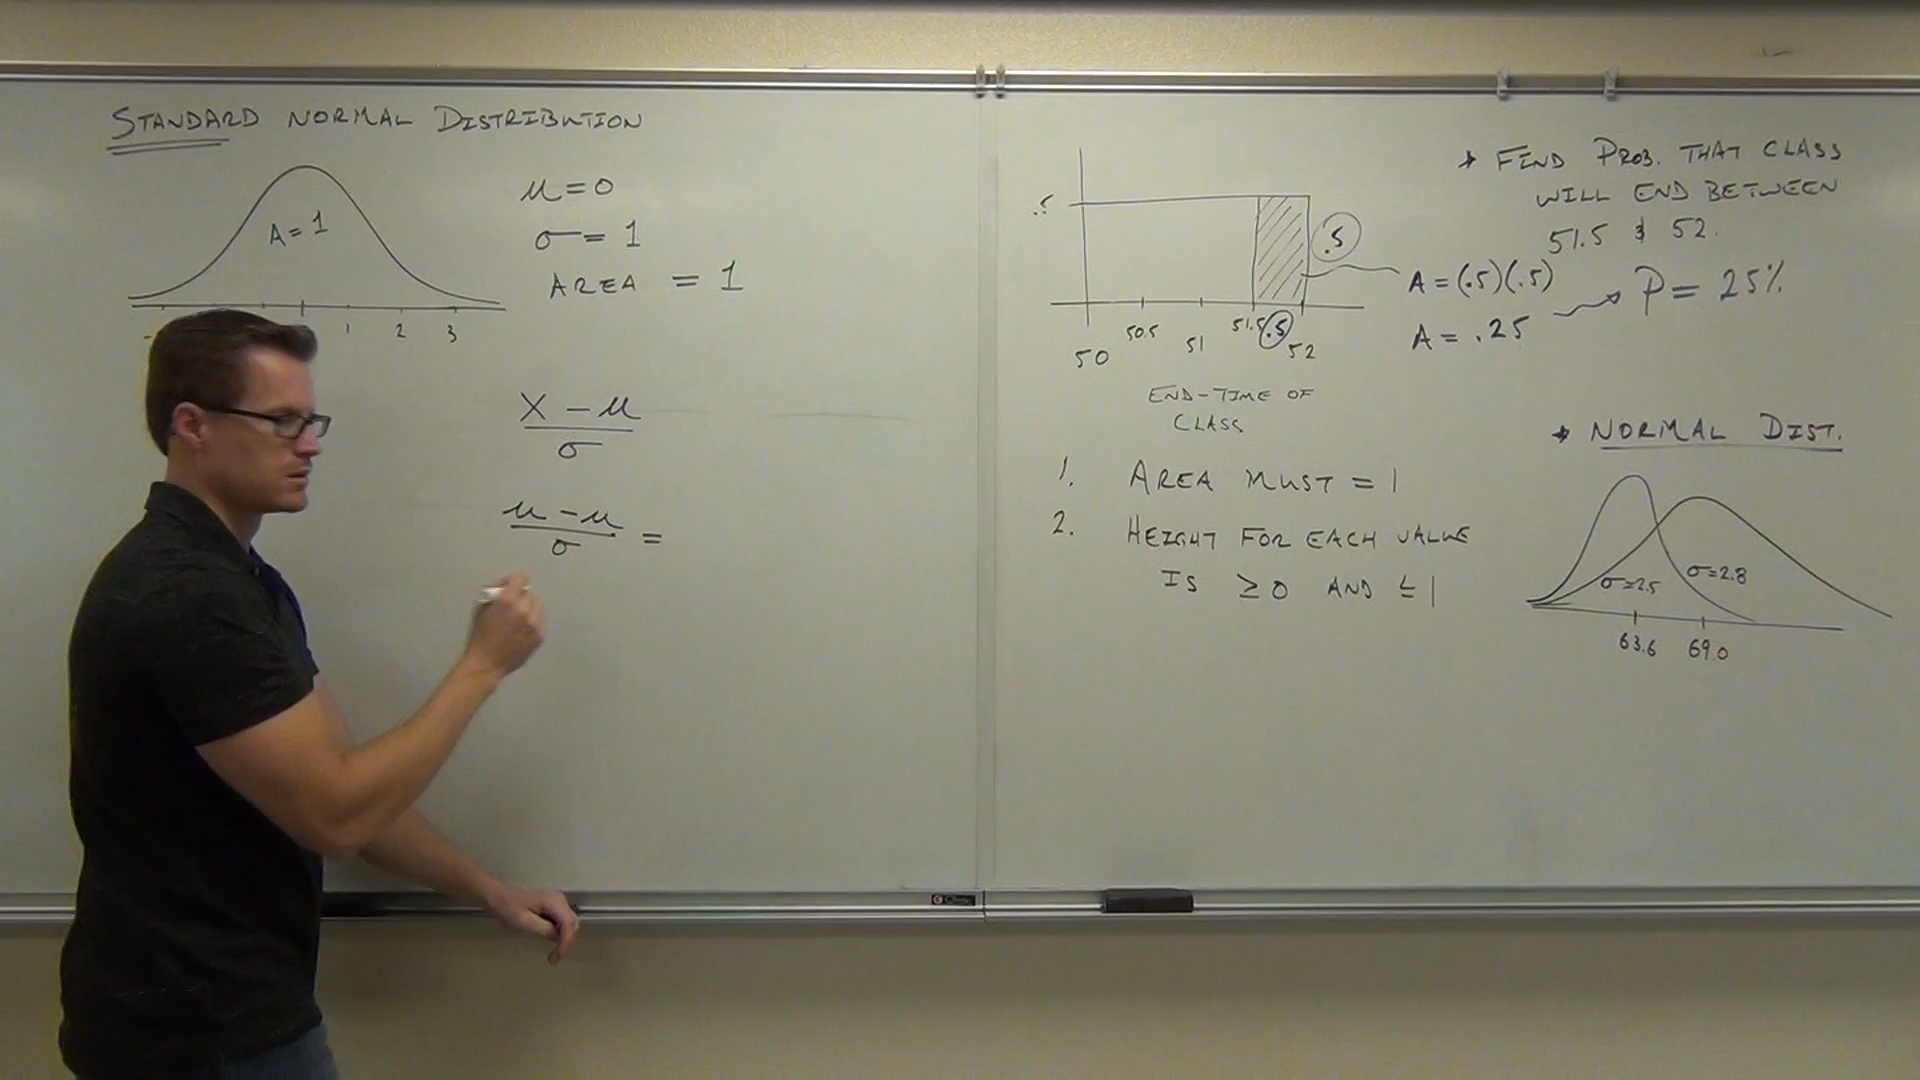 STANDARD NORMAL DISTRIBUTION
A = 1
1 2 3
μ = 0
σ = 1
AREA = 1
X - μ
σ
μ - μ
σ
=
.5
.5
50 50.5 51 51.5 .5 52
END-TIME OF
CLASS
FIND PROB. THAT CLASS
WILL END BETWEEN
51.5 & 52.
A = (.5)(.5)
A = .25
P = 25%
1. AREA MUST = 1
2. HEIGHT FOR EACH VALUE
IS ≥ 0 AND ≤ 1
NORMAL DIST.
σ=2.5 σ=2.8
63.6 69.0